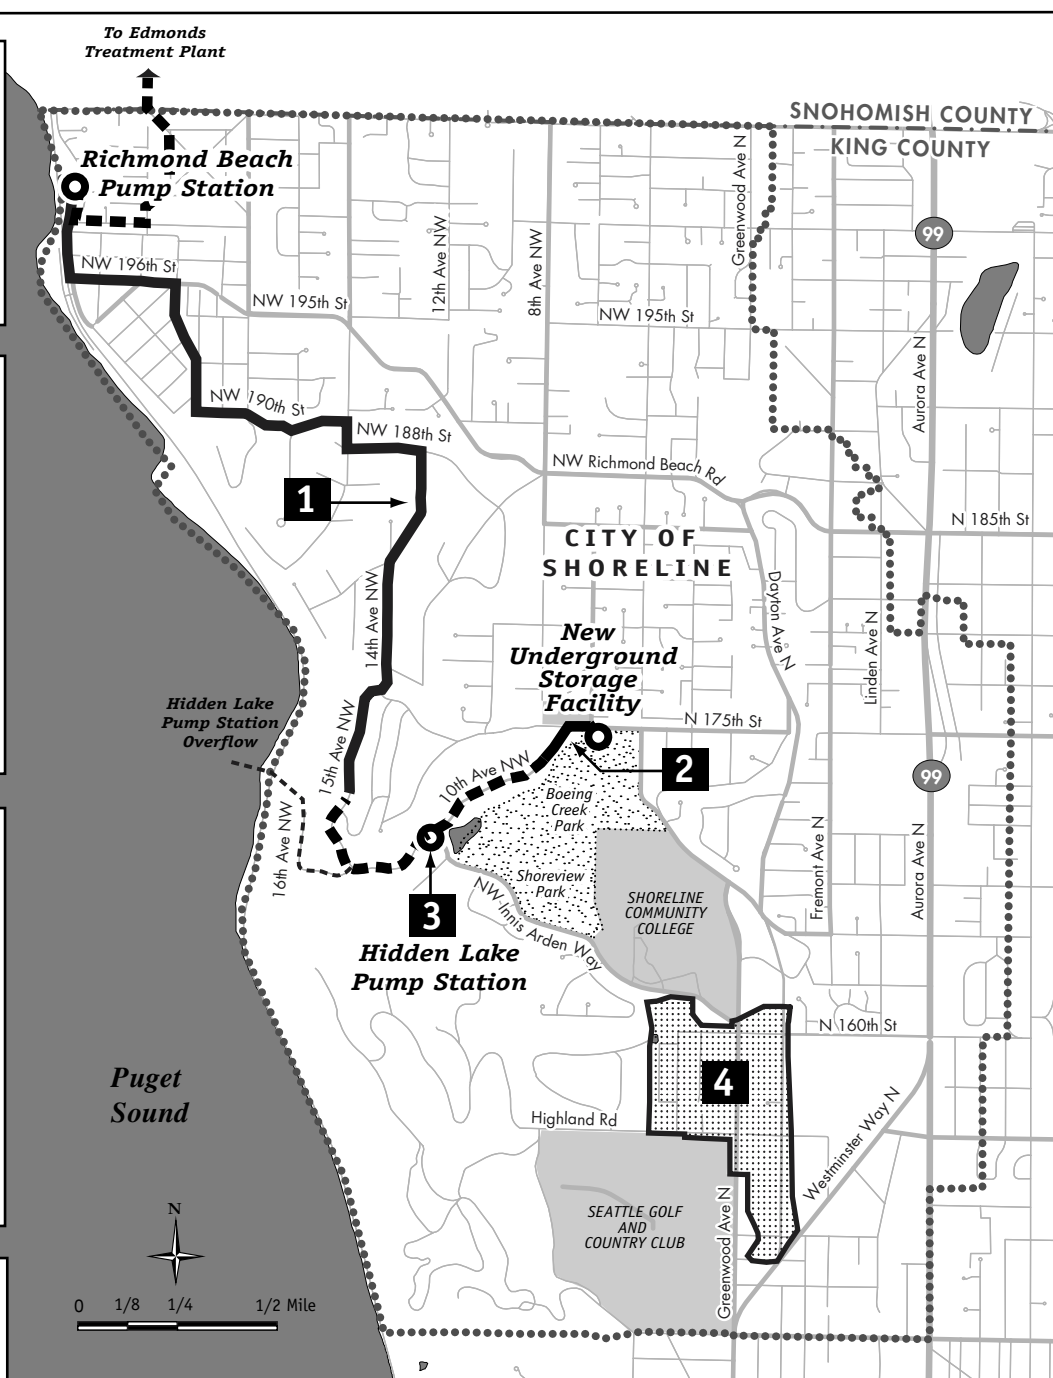 To Edmonds
Treatment Plant
SNOHOMISH COUNTY
KING COUNTY
Richmond Beach
Pump Station
Greenwood Ave N
99
NW 196th St
NW 195th St
12th Ave NW
8th Ave NW
NW 195th St
Aurora Ave N
NW 190th St
NW 188th St
NW Richmond Beach Rd
1
N 185th St
CITY OF
SHORELINE
14th Ave NW
Dayton Ave N
Linden Ave N
New
Underground
Storage
Facility
Hidden Lake
Pump Station
Overflow
N 175th St
15th Ave NW
10th Ave NW
2
99
Boeing
Creek
Park
16th Ave NW
Fremont Ave N
Aurora Ave N
Shoreview
Park
3
NW Innis Arden Way
SHORELINE
COMMUNITY
COLLEGE
Hidden Lake
Pump Station
N 160th St
4
Puget
Sound
Highland Rd
Westminster Way N
Greenwood Ave N
SEATTLE GOLF
AND
COUNTRY CLUB
N
0 1/8 1/4 1/2 Mile